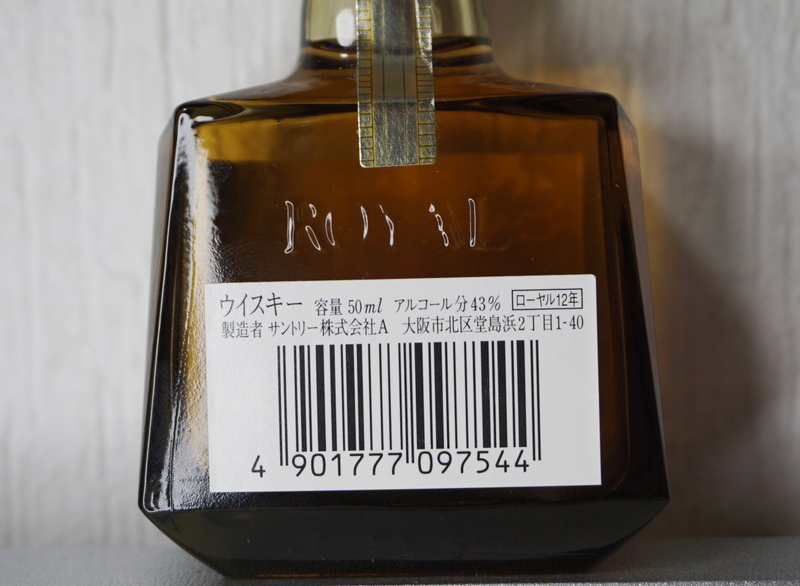 ROYAL
ウイスキー 容量 50ml アルコール分43% ローヤル12年
製造者 サントリー株式会社A 大阪市北区堂島浜2丁目1-40
4 901777 097544